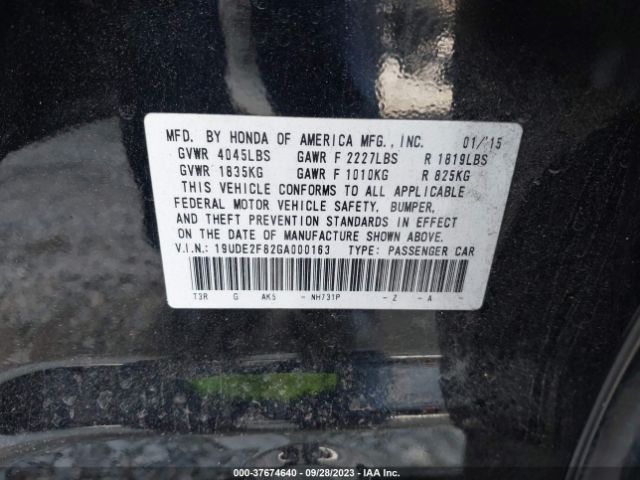 MFD. BY HONDA OF AMERICA MFG., INC. 01/'15
GVWR 4045LBS GAWR F 2227LBS R 1819LBS
GVWR 1835KG GAWR F 1010KG R 825KG
THIS VEHICLE CONFORMS TO ALL APPLICABLE
FEDERAL MOTOR VEHICLE SAFETY, BUMPER,
AND THEFT PREVENTION STANDARDS IN EFFECT
ON THE DATE OF MANUFACTURE SHOWN ABOVE.
V.I.N.: 19UDE2F82GA000163 TYPE: PASSENGER CAR
T3R G AK5 - NH731P - Z - A -
000-37674640 - 09/28/2023 - IAA Inc.